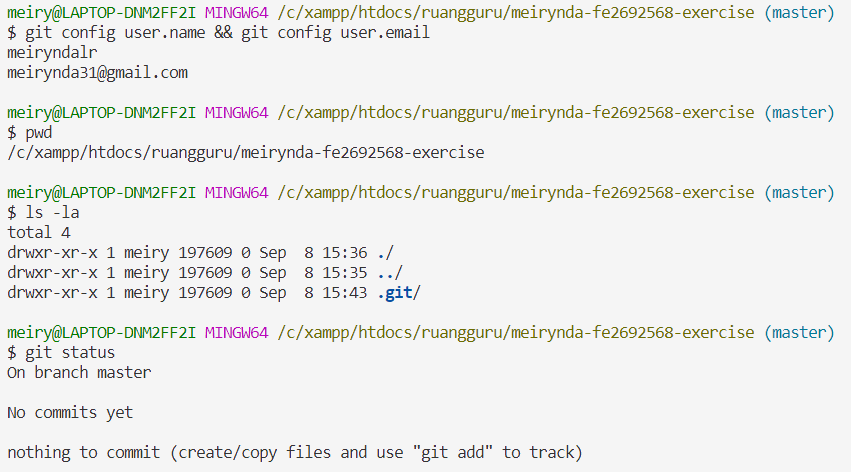 meiry@LAPTOP-DNM2FF2I MINGW64 /c/xampp/htdocs/ruangguru/meirynda-fe2692568-exercise (master)
$ git config user.name && git config user.email
meiryndalr
meirynda31@gmail.com
meiry@LAPTOP-DNM2FF2I MINGW64 /c/xampp/htdocs/ruangguru/meirynda-fe2692568-exercise (master)
$ pwd
/c/xampp/htdocs/ruangguru/meirynda-fe2692568-exercise
meiry@LAPTOP-DNM2FF2I MINGW64 /c/xampp/htdocs/ruangguru/meirynda-fe2692568-exercise (master)
$ ls -la
total 4
drwxr-xr-x 1 meiry 197609 0 Sep  8 15:36 ./
drwxr-xr-x 1 meiry 197609 0 Sep  8 15:35 ../
drwxr-xr-x 1 meiry 197609 0 Sep  8 15:43 .git/
meiry@LAPTOP-DNM2FF2I MINGW64 /c/xampp/htdocs/ruangguru/meirynda-fe2692568-exercise (master)
$ git status
On branch master
No commits yet
nothing to commit (create/copy files and use "git add" to track)